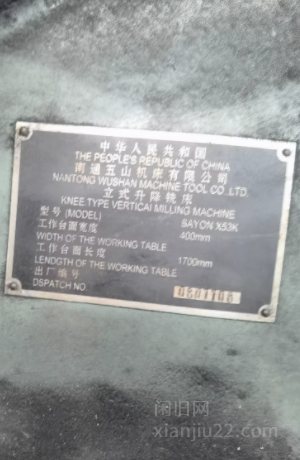 中华人民共和国
THE PEOPLE'S REPUBLIC OF CHINA
南通五山机床有限公司
NANTONG WUSHAN MACHINE TOOL CO.,LTD.
立式升降铣床
KNEE TYPE VERTICAI MILLING MACHINE
型号 (MODEL) SAYON X53K
工作台面宽度 400mm
WIDTH OF THE WORKING TABLE
工作台面长度 1700mm
LENDGTH OF THE WORKING TABLE
出厂编号
DSPATCH NO
闲旧网
xianjiu22.com